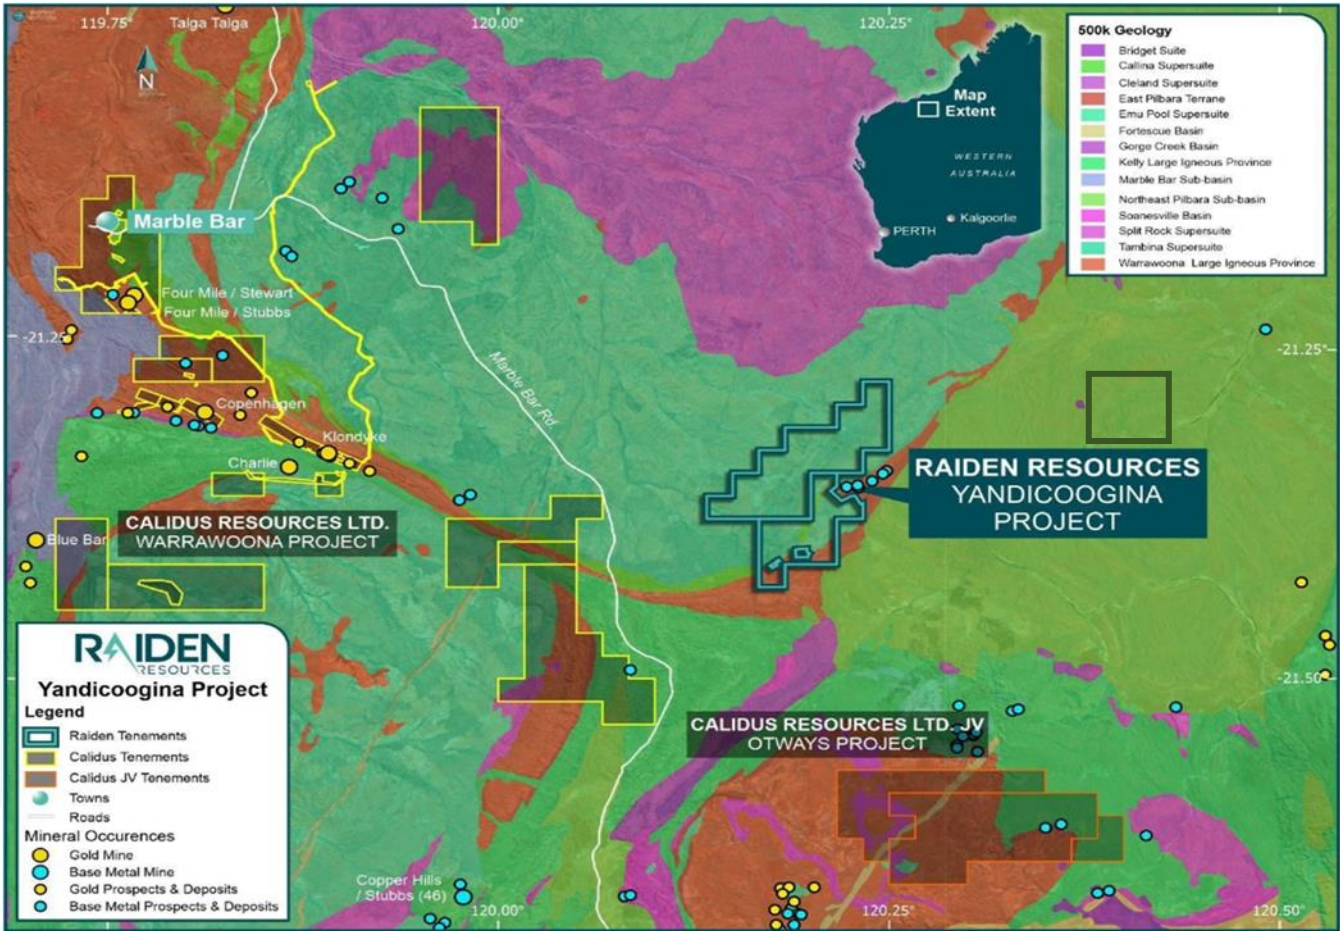 119.75°
120.00°
120.25°
Talga Talga
N
Marble Bar
Four Mile / Stewart
Four Mile / Stubbs
-21.25
-21.25°
Marble Bar Rd
Copenhagen
Klondyke
Charlie
Blue Bar
CALIDUS RESOURCES LTD.
WARRAWOONA PROJECT
RAIDEN RESOURCES
YANDICOOGINA
PROJECT
-21.50°
CALIDUS RESOURCES LTD. JV
OTWAYS PROJECT
Copper Hills
/ Stubbs (46)
120.00°
120.25°
120.50°
Map
Extent
WESTERN
AUSTRALIA
Kalgoorlie
PERTH
500k Geology
Bridget Suite
Callina Supersuite
Cleland Supersuite
East Pilbara Terrane
Emu Pool Supersuite
Fortescue Basin
Gorge Creek Basin
Kelly Large Igneous Province
Marble Bar Sub-basin
Northeast Pilbara Sub-basin
Soanesville Basin
Split Rock Supersuite
Tambina Supersuite
Warrawoona Large Igneous Province
RAIDEN
RESOURCES
Yandicoogina Project
Legend
Raiden Tenements
Calidus Tenements
Calidus JV Tenements
Towns
Roads
Mineral Occurences
Gold Mine
Base Metal Mine
Gold Prospects & Deposits
Base Metal Prospects & Deposits